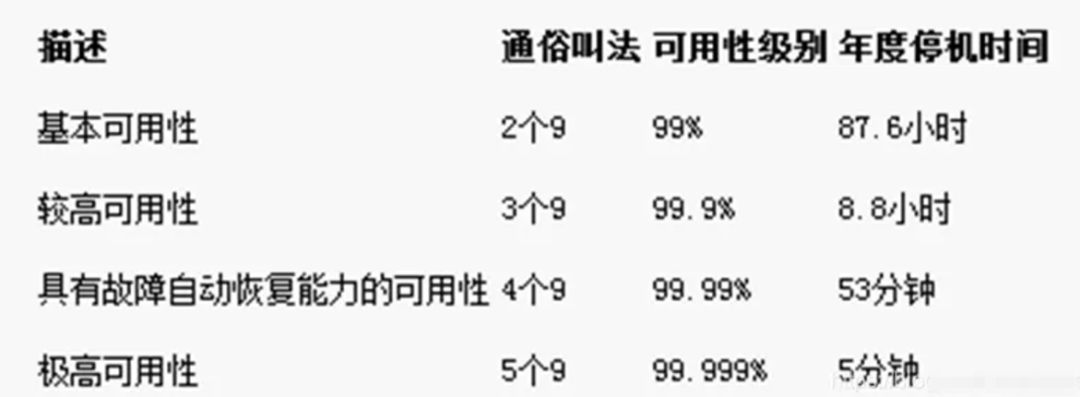 描述 通俗叫法 可用性级别 年度停机时间
基本可用性 2个9 99% 87.6小时
较高可用性 3个9 99.9% 8.8小时
具有故障自动恢复能力的可用性 4个9 99.99% 53分钟
极高可用性 5个9 99.999% 5分钟